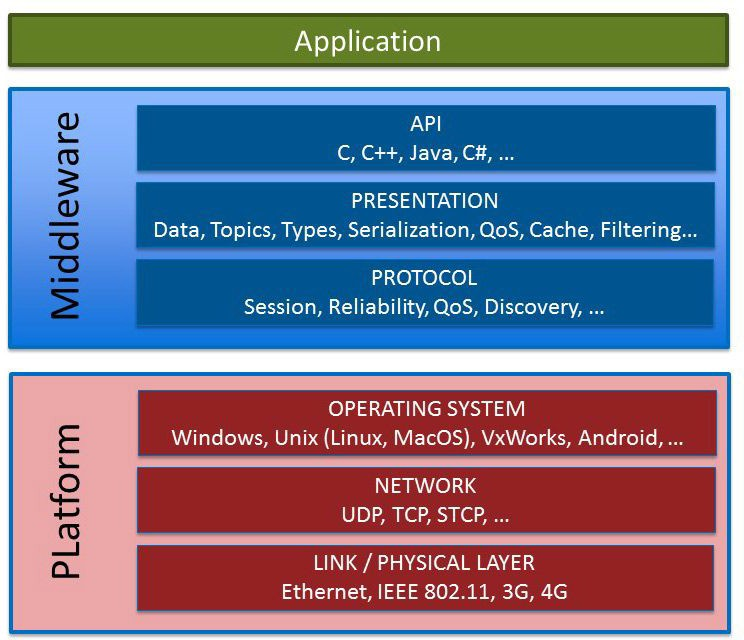 Application
Middleware
API
C, C++, Java, C#, ...
PRESENTATION
Data, Topics, Types, Serialization, QoS, Cache, Filtering...
PROTOCOL
Session, Reliability, QoS, Discovery, ...
PLatform
OPERATING SYSTEM
Windows, Unix (Linux, MacOS), VxWorks, Android, ...
NETWORK
UDP, TCP, STCP, ...
LINK / PHYSICAL LAYER
Ethernet, IEEE 802.11, 3G, 4G